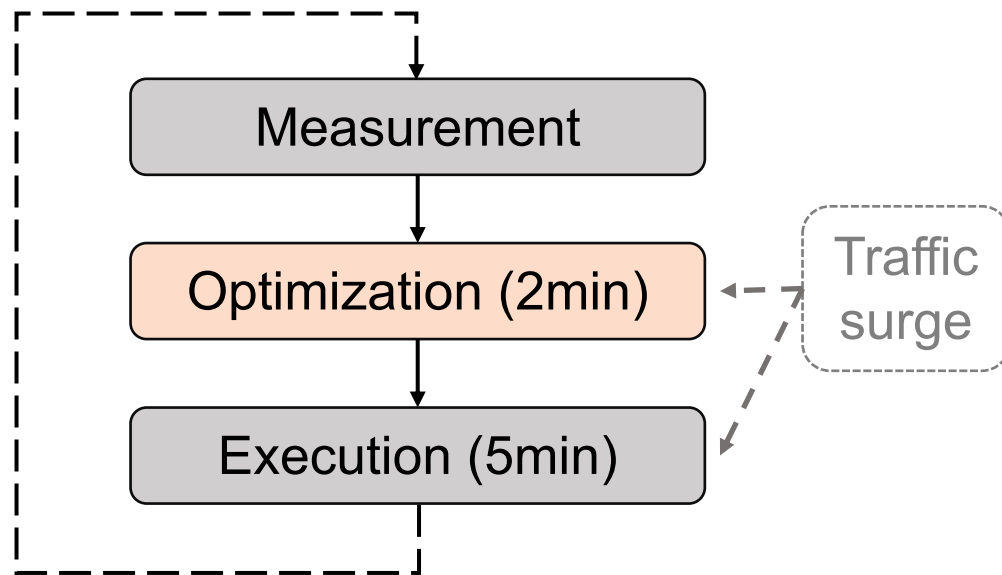 Measurement
Optimization (2min)
Traffic
surge
Execution (5min)